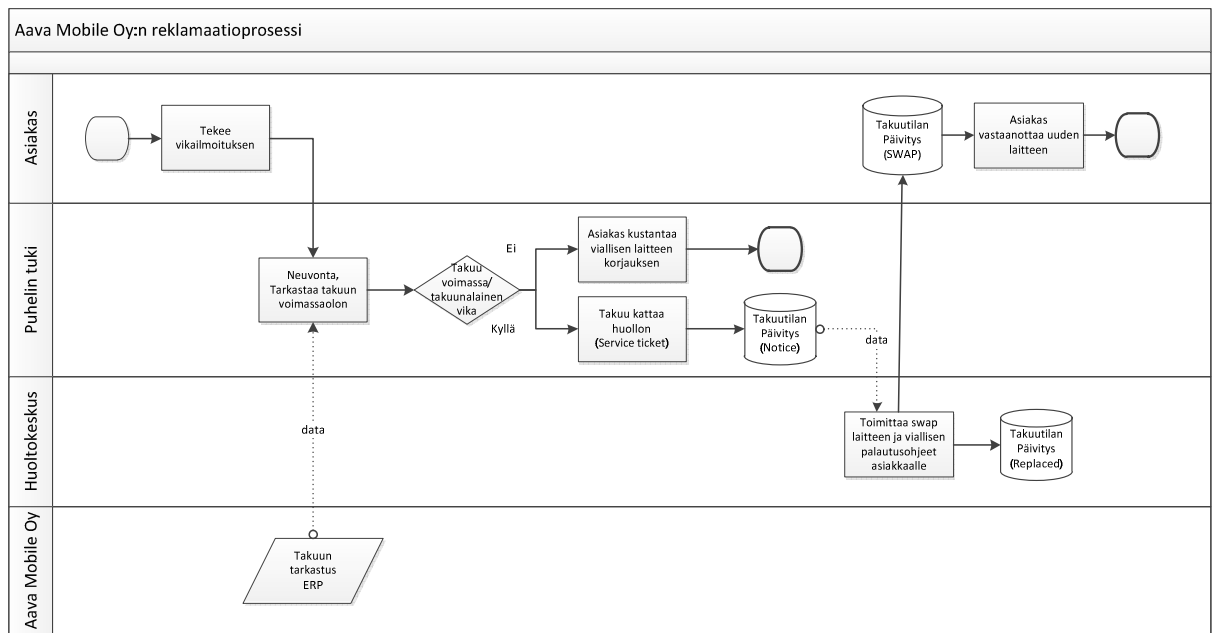 Aava Mobile Oy:n reklamaatioprosessi
Asiakas
Tekee
vikailmoituksen
Takuutilan
Päivitys
(SWAP)
Asiakas
vastaanottaa uuden
laitteen
Puhelin tuki
Neuvonta,
Tarkastaa takuun
voimassaolon
Takuu
voimassa/
takuunalainen
vika
Ei
Kyllä
Asiakas kustantaa
viallisen laitteen
korjauksen
Takuu kattaa
huollon
(Service ticket)
Takuutilan
Päivitys
(Notice)
data
Huoltokeskus
data
Toimittaa swap
laitteen ja viallisen
palautusohjeet
asiakkaalle
Takuutilan
Päivitys
(Replaced)
Aava Mobile Oy
Takuun
tarkastus
ERP